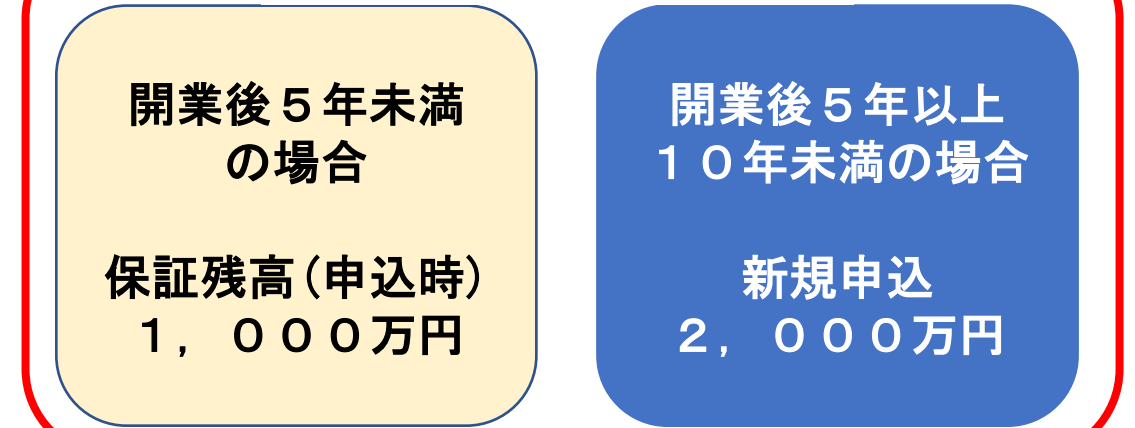 開業後５年未満
の場合
保証残高（申込時）
１，０００万円
開業後５年以上
１０年未満の場合
新規申込
２，０００万円